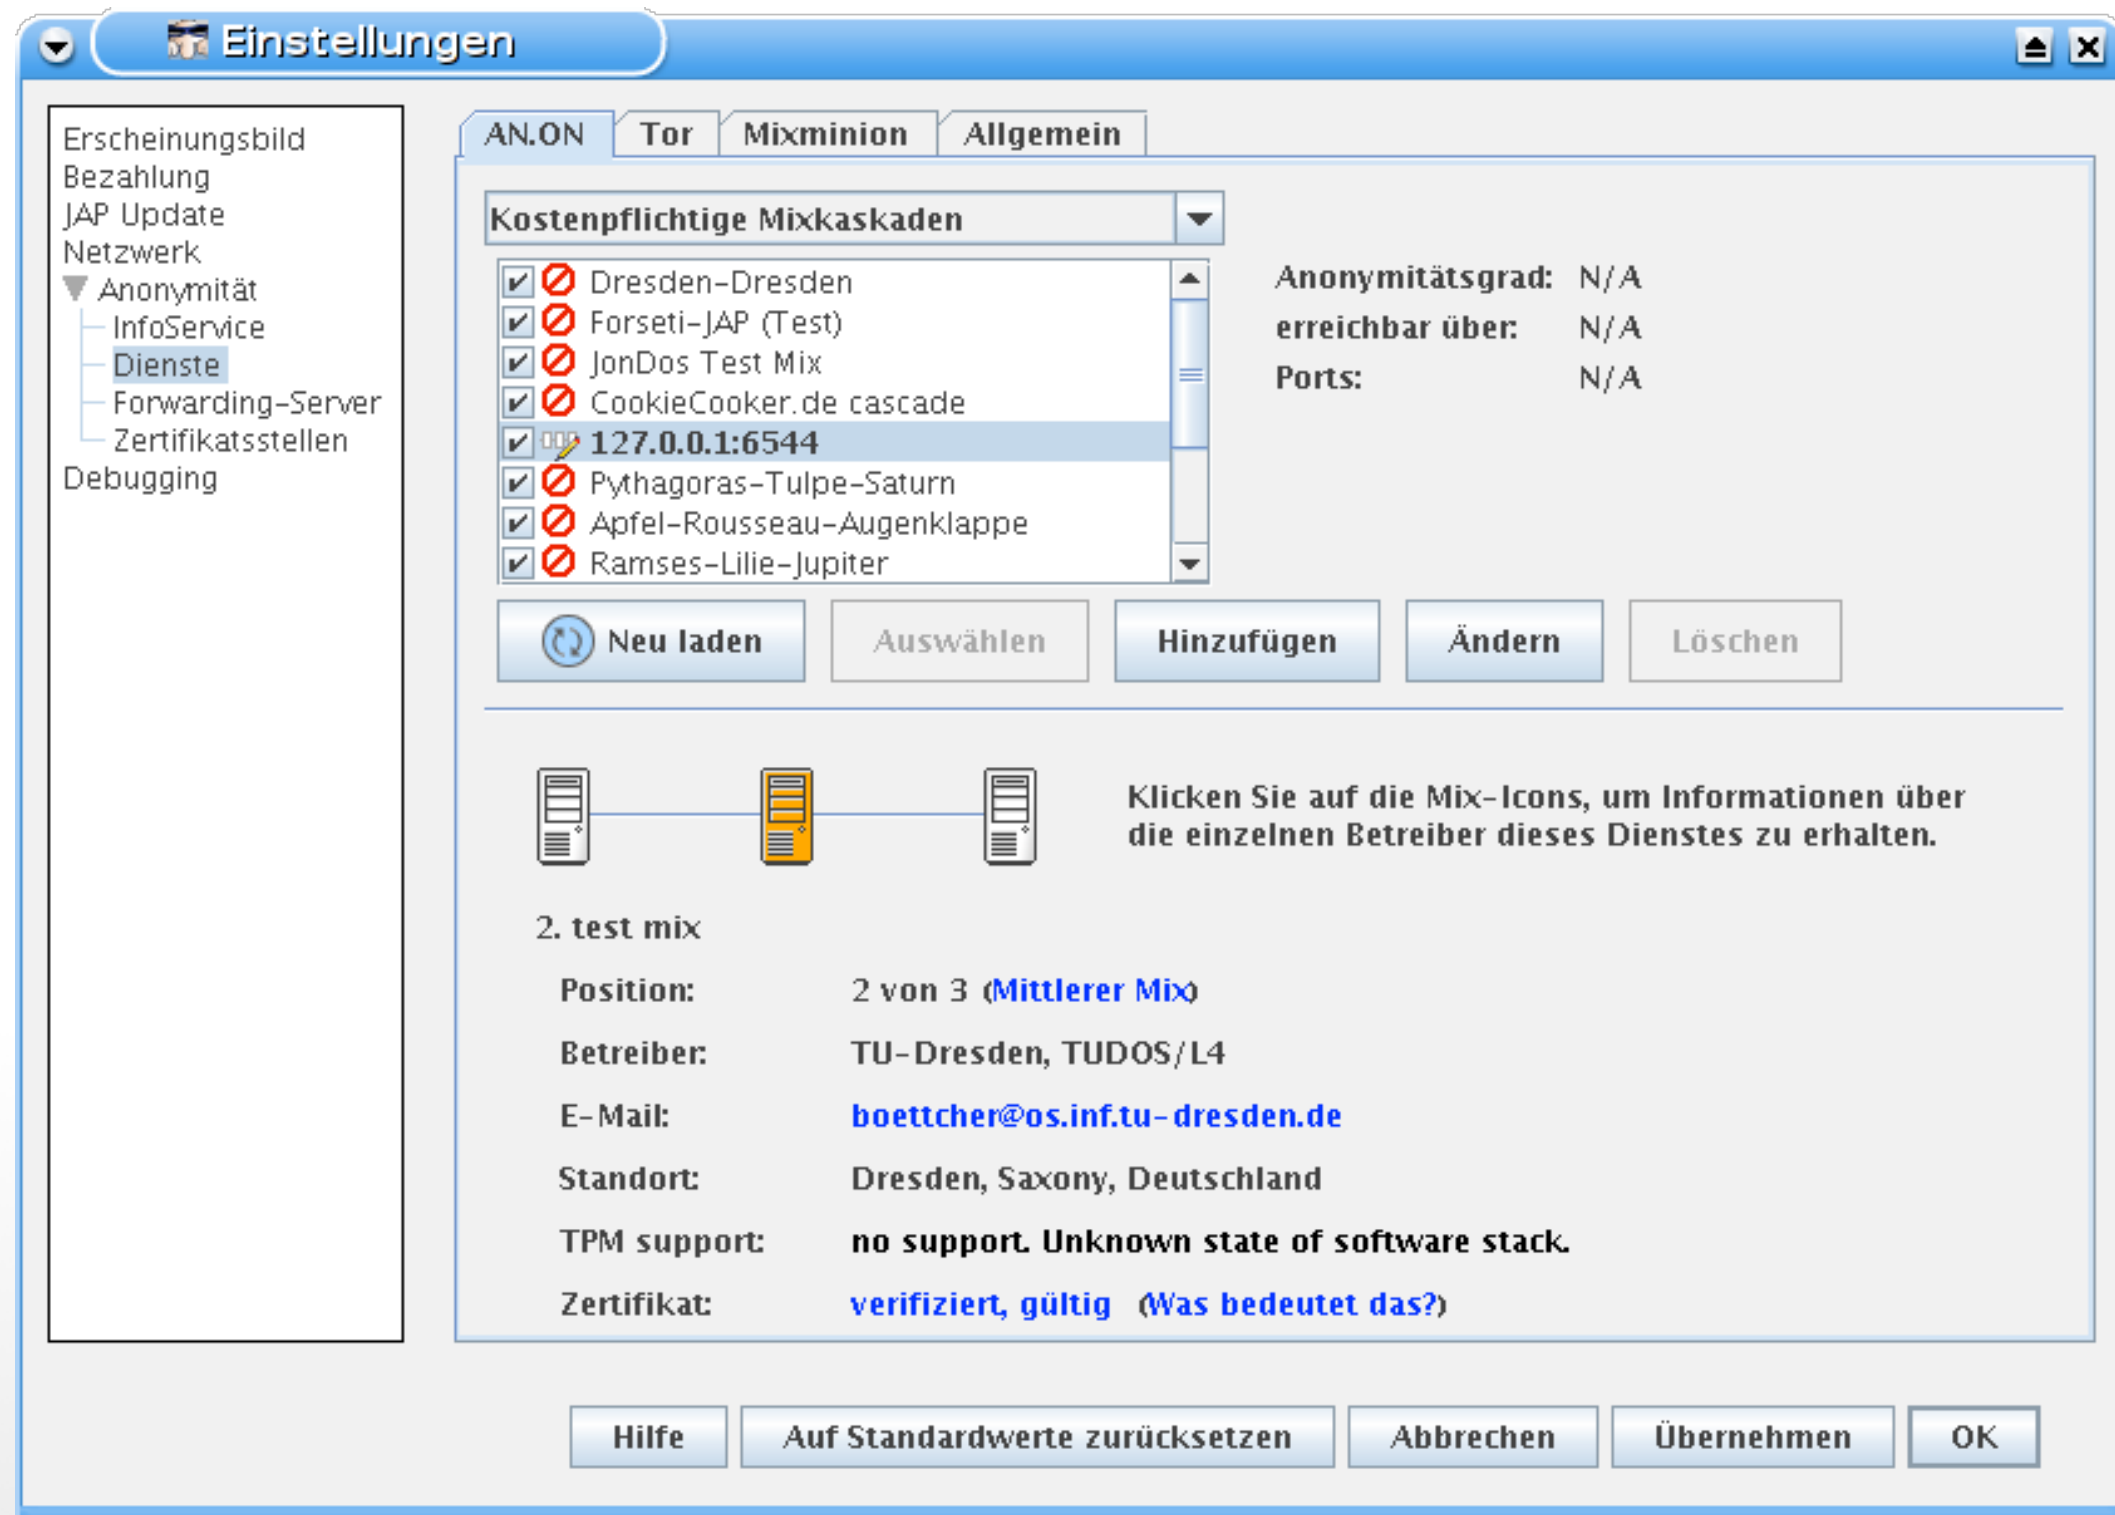 Einstellungen
Erscheinungsbild
Bezahlung
JAP Update
Netzwerk
Anonymität
InfoService
Dienste
Forwarding-Server
Zertifikatsstellen
Debugging
AN.ON Tor Mixminion Allgemein
Kostenpflichtige Mixkaskaden
Dresden-Dresden
Forseti-JAP (Test)
JonDos Test Mix
CookieCooker.de cascade
127.0.0.1:6544
Pythagoras-Tulpe-Saturn
Apfel-Rousseau-Augenklappe
Ramses-Lilie-Jupiter
Anonymitätsgrad: N/A
erreichbar über: N/A
Ports: N/A
Neu laden Auswählen Hinzufügen Ändern Löschen
Klicken Sie auf die Mix-Icons, um Informationen über
die einzelnen Betreiber dieses Dienstes zu erhalten.
2. test mix
Position: 2 von 3 (Mittlerer Mix)
Betreiber: TU-Dresden, TUDOS/L4
E-Mail: boettcher@os.inf.tu-dresden.de
Standort: Dresden, Saxony, Deutschland
TPM support: no support. Unknown state of software stack.
Zertifikat: verifiziert, gültig (Was bedeutet das?)
Hilfe Auf Standardwerte zurücksetzen Abbrechen Übernehmen OK